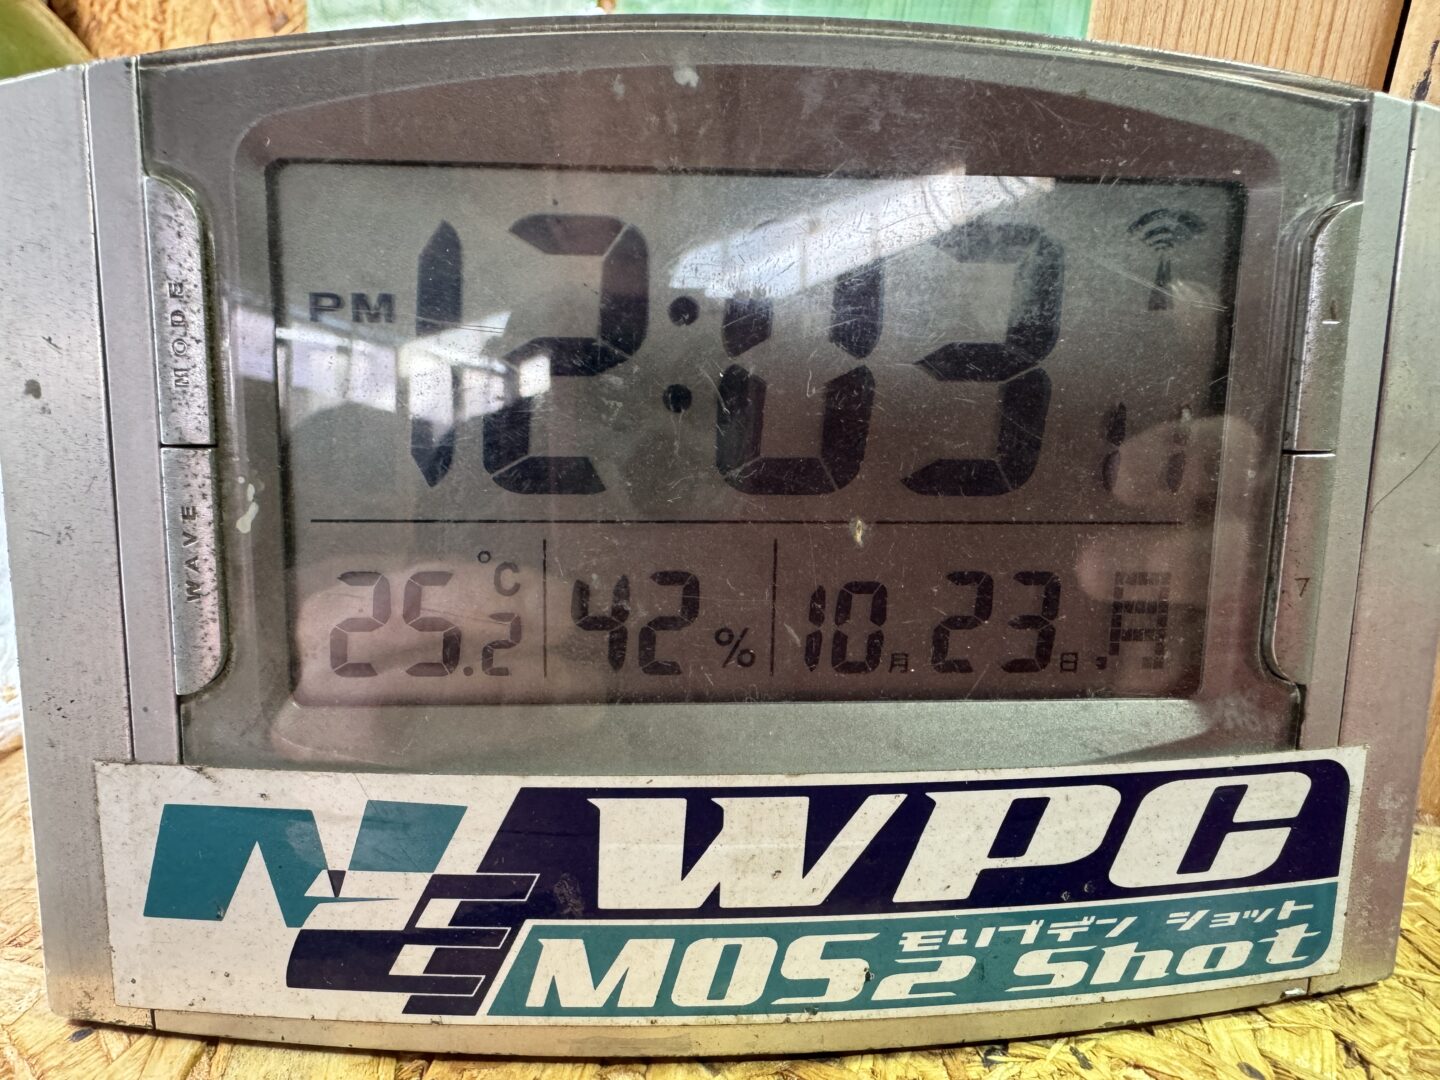 PM 12:03
25.2 °C 42% 10月23日 月
MODE
WAVE
NE WPC
モリブデン ショット
MOS2 Shot